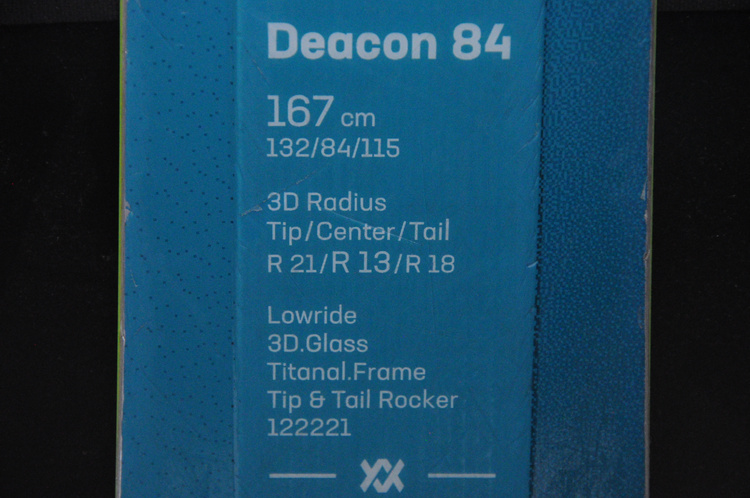 Deacon 84
167 cm
132/84/115
3D Radius
Tip/Center/Tail
R 21/R 13/R 18
Lowride
3D.Glass
Titanal.Frame
Tip & Tail Rocker
122221